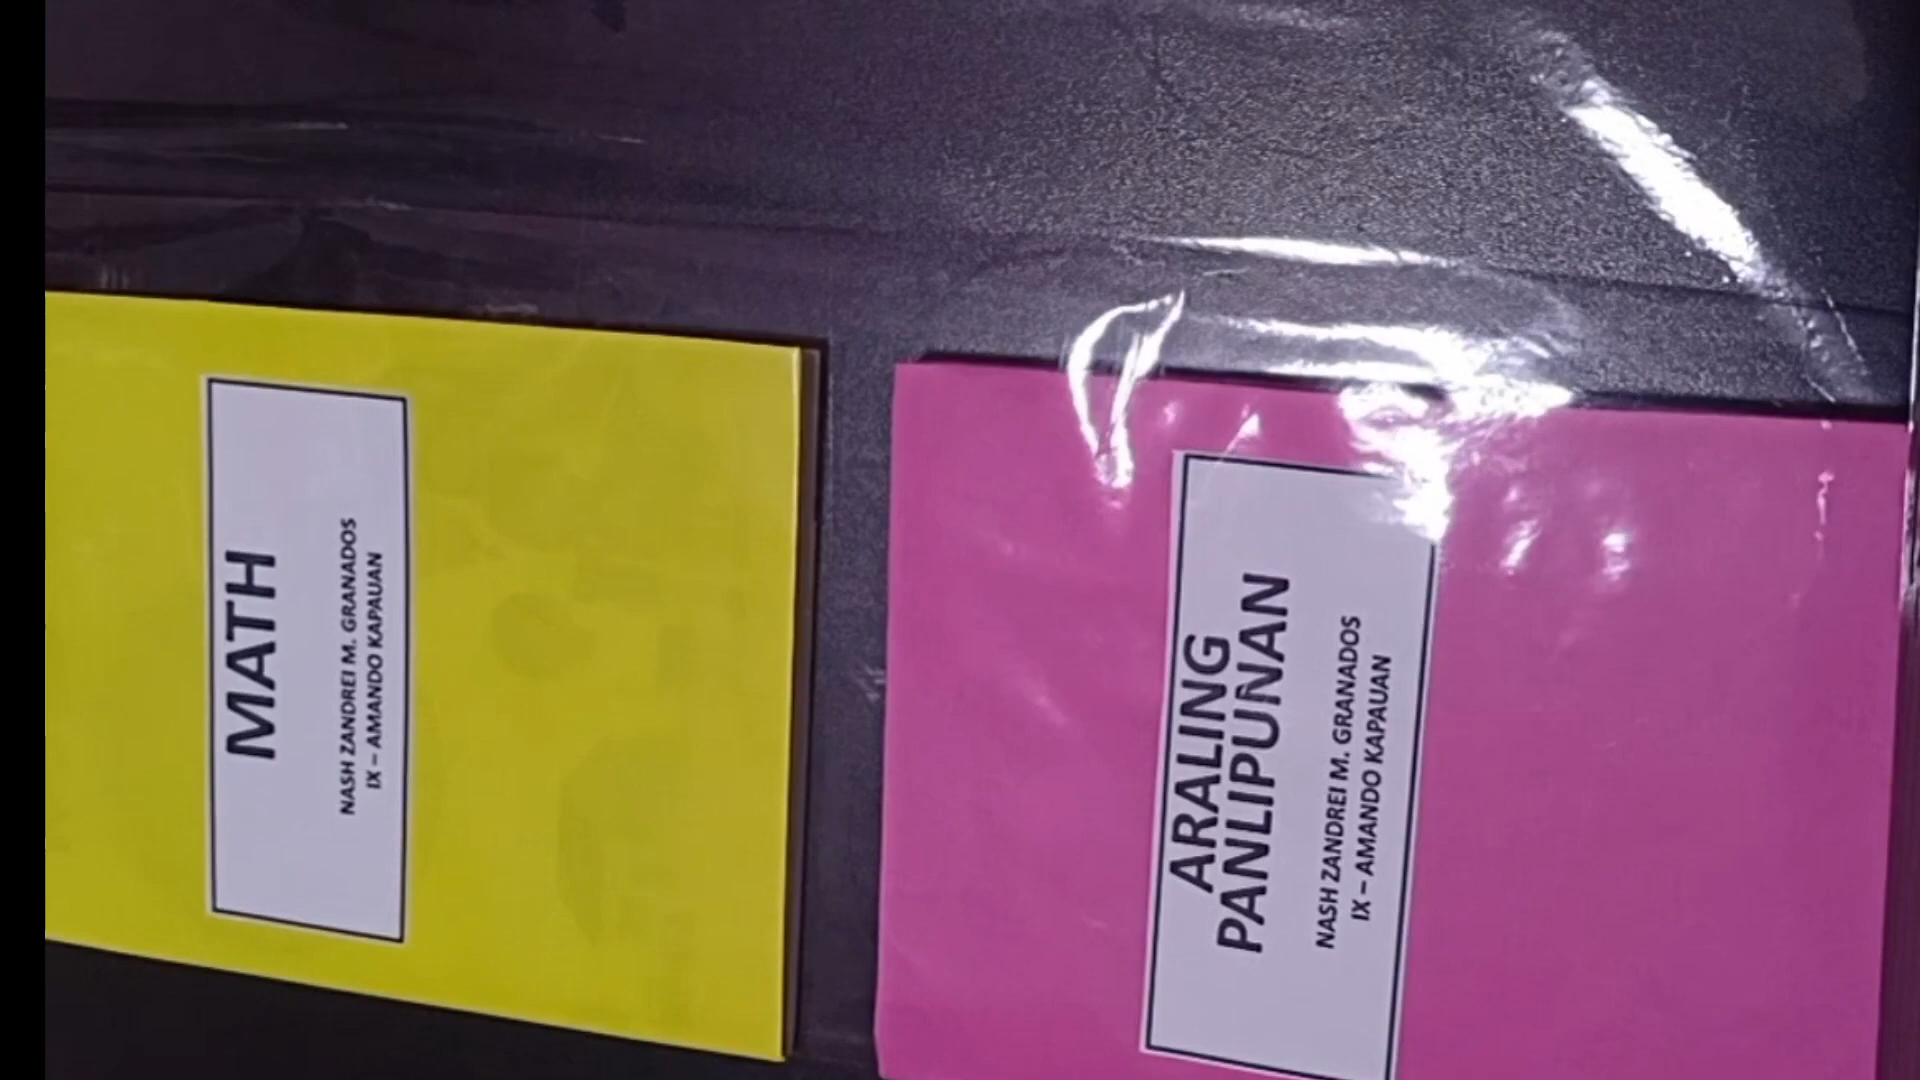 MATH
NASH ZANDREI M. GRANADOS
IX – AMANDO KAPAUAN
ARALING
PANLIPUNAN
NASH ZANDREI M. GRANADOS
IX – AMANDO KAPAUAN